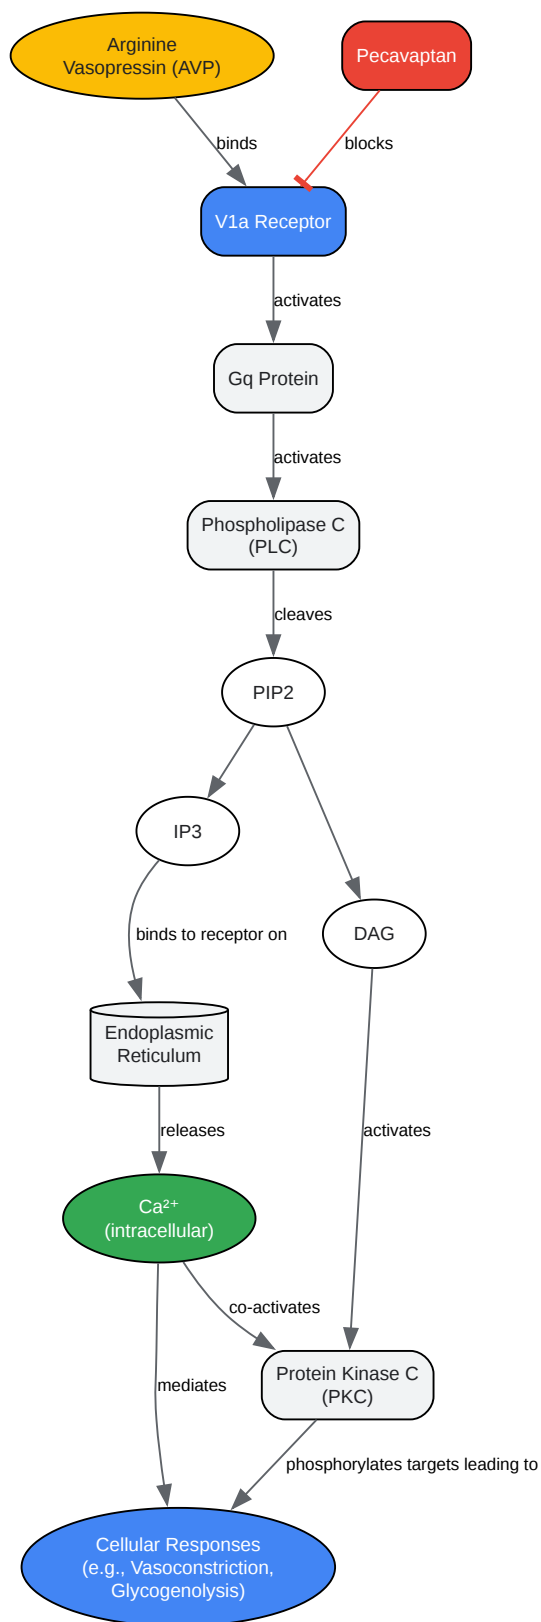 Arginine
Vasopressin (AVP)
Pecavaptan
binds
blocks
V1a Receptor
activates
Gq Protein
activates
Phospholipase C
(PLC)
cleaves
PIP2
IP3
DAG
binds to receptor on
Endoplasmic
Reticulum
releases
activates
Ca²⁺
(intracellular)
co-activates
Protein Kinase C
(PKC)
mediates
phosphorylates targets leading to
Cellular Responses
(e.g., Vasoconstriction,
Glycogenolysis)